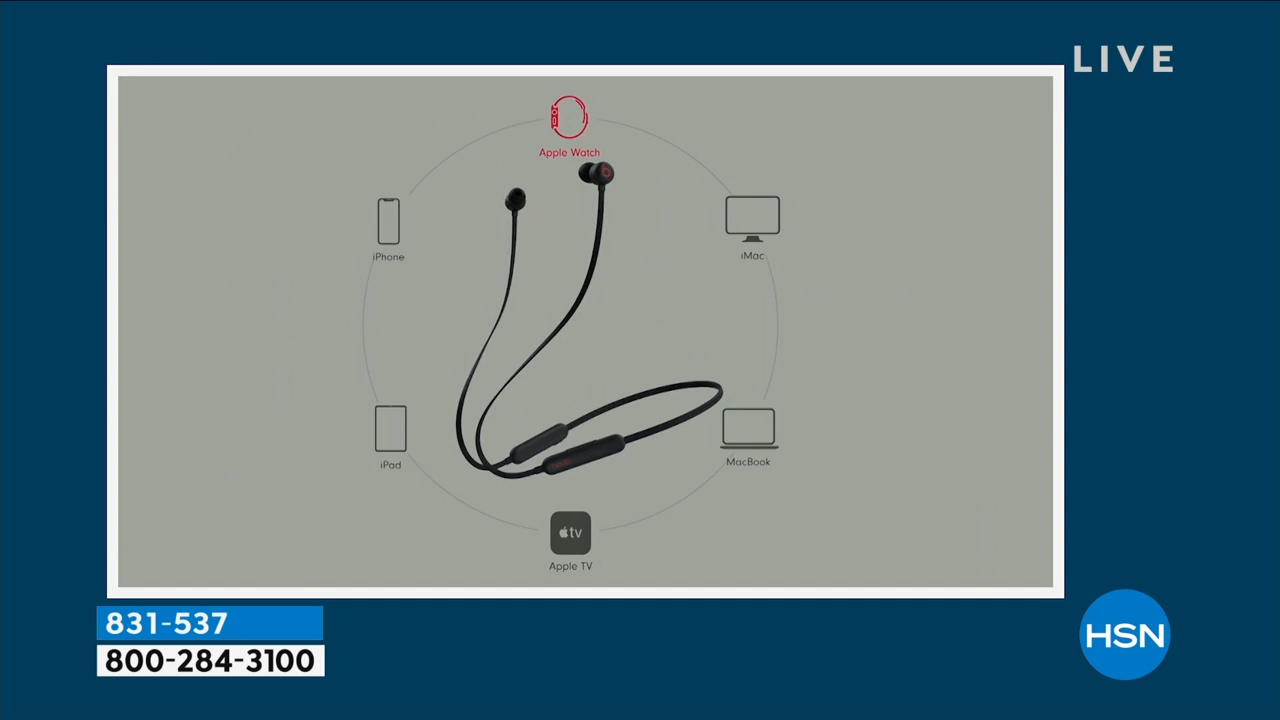 LIVE
Apple Watch
iPhone
iMac
iPad
MacBook
tv
Apple TV
831-537
800-284-3100
HSN